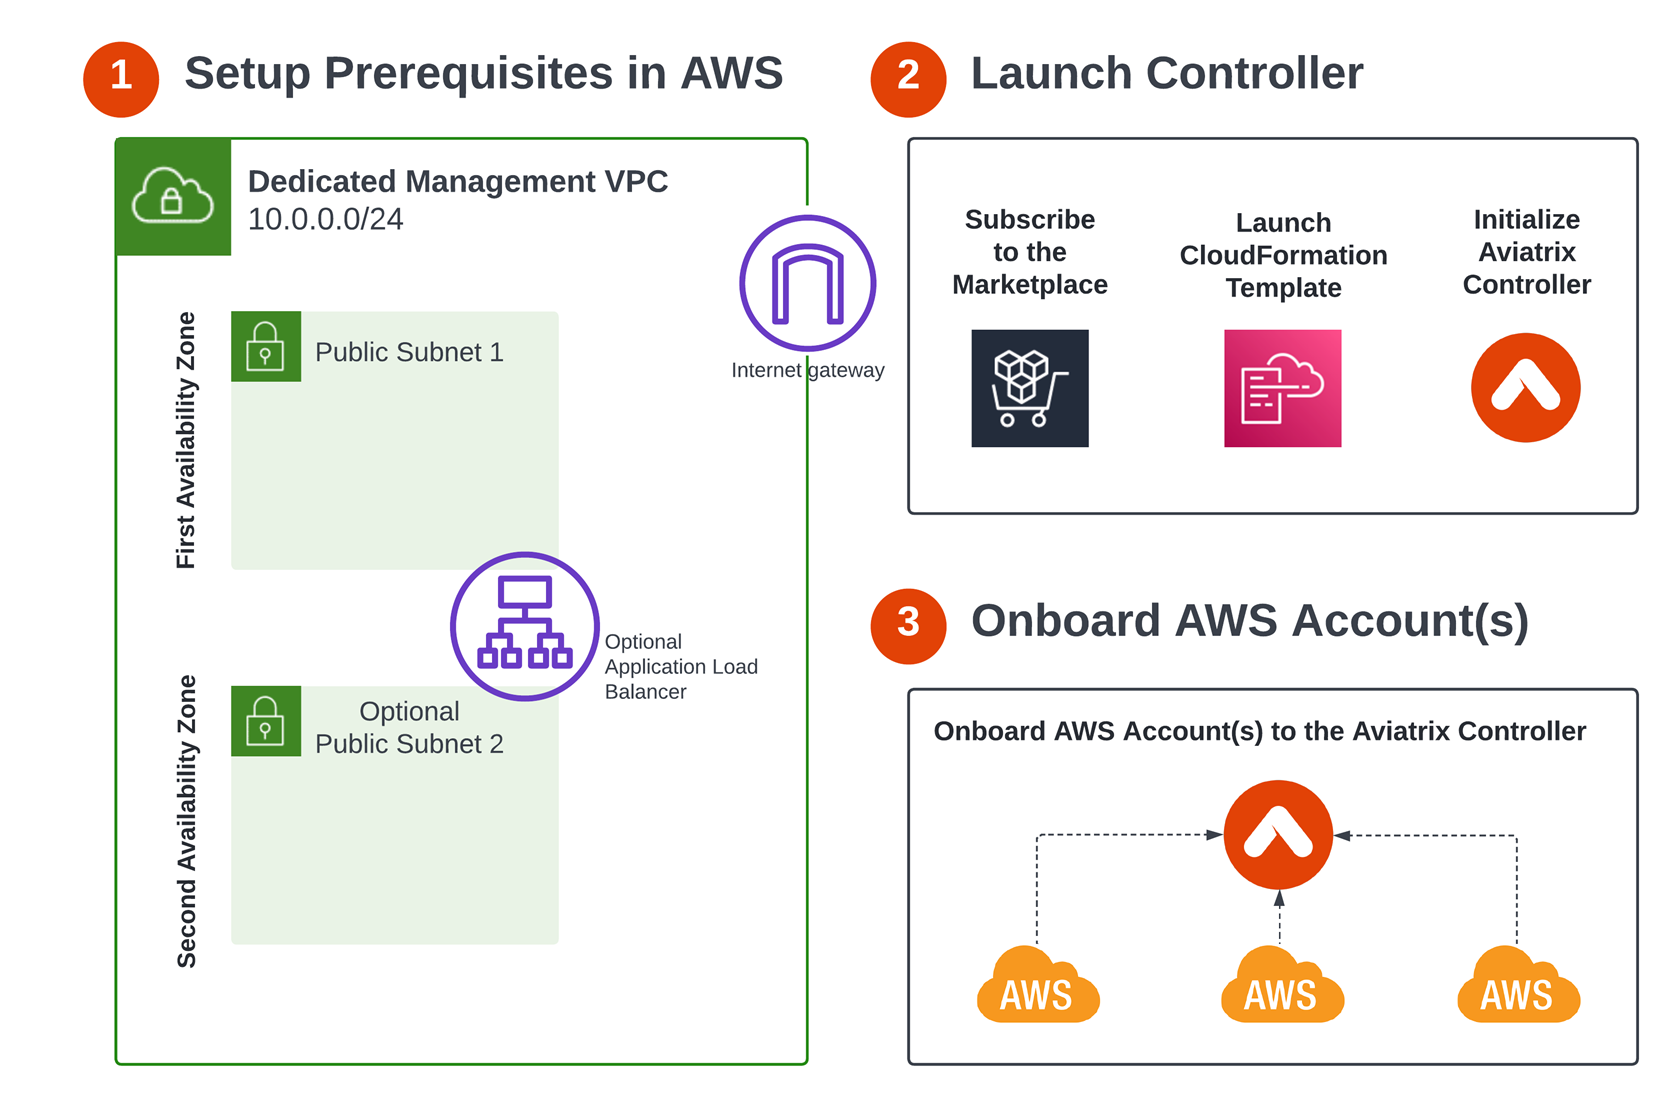 1
Setup Prerequisites in AWS
Dedicated Management VPC
10.0.0.0/24
Internet gateway
First Availability Zone
Public Subnet 1
Optional
Application Load
Balancer
Second Availability Zone
Optional
Public Subnet 2
2
Launch Controller
Subscribe
to the
Marketplace
Launch
CloudFormation
Template
Initialize
Aviatrix
Controller
3
Onboard AWS Account(s)
Onboard AWS Account(s) to the Aviatrix Controller
AWS
AWS
AWS